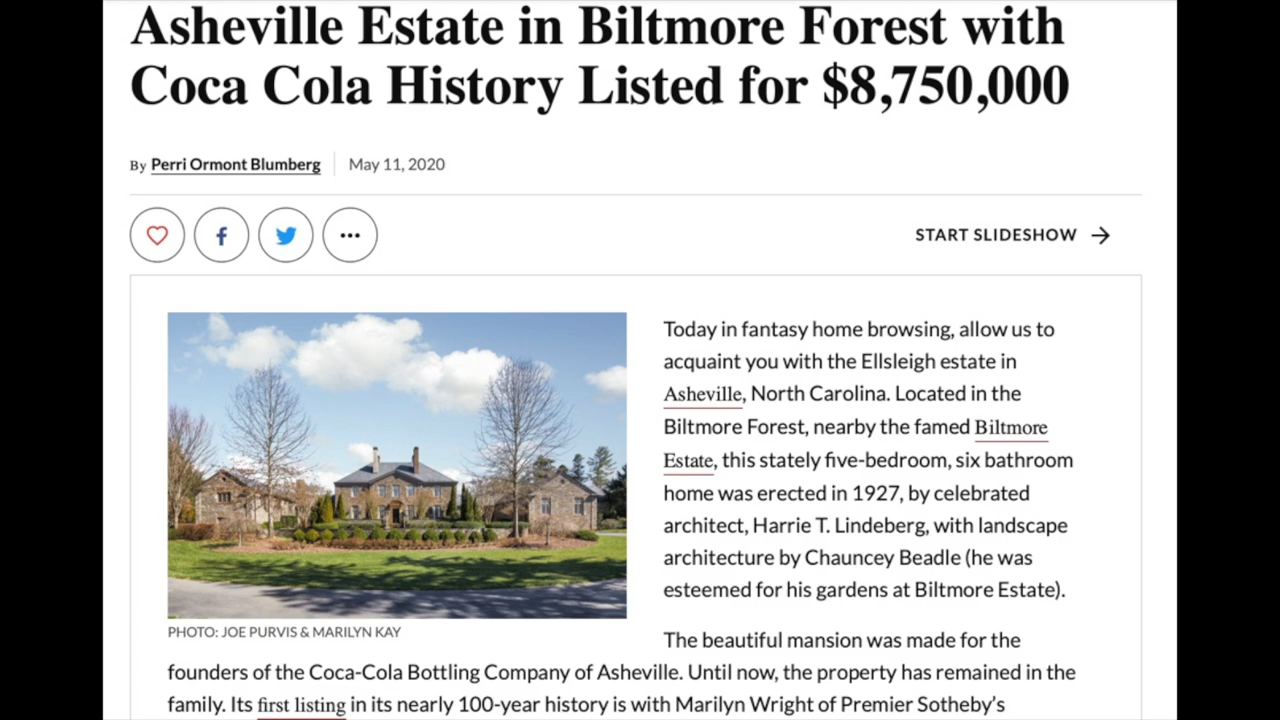 Asheville Estate in Biltmore Forest with
Coca Cola History Listed for $8,750,000
By Perri Ormont Blumberg May 11, 2020
START SLIDESHOW
Today in fantasy home browsing, allow us to
acquaint you with the Ellsleigh estate in
Asheville, North Carolina. Located in the
Biltmore Forest, nearby the famed Biltmore
Estate, this stately five-bedroom, six bathroom
home was erected in 1927, by celebrated
architect, Harrie T. Lindeberg, with landscape
architecture by Chauncey Beadle (he was
esteemed for his gardens at Biltmore Estate).
PHOTO: JOE PURVIS & MARILYN KAY
The beautiful mansion was made for the
founders of the Coca-Cola Bottling Company of Asheville. Until now, the property has remained in the
family. Its first listing in its nearly 100-year history is with Marilyn Wright of Premier Sotheby's